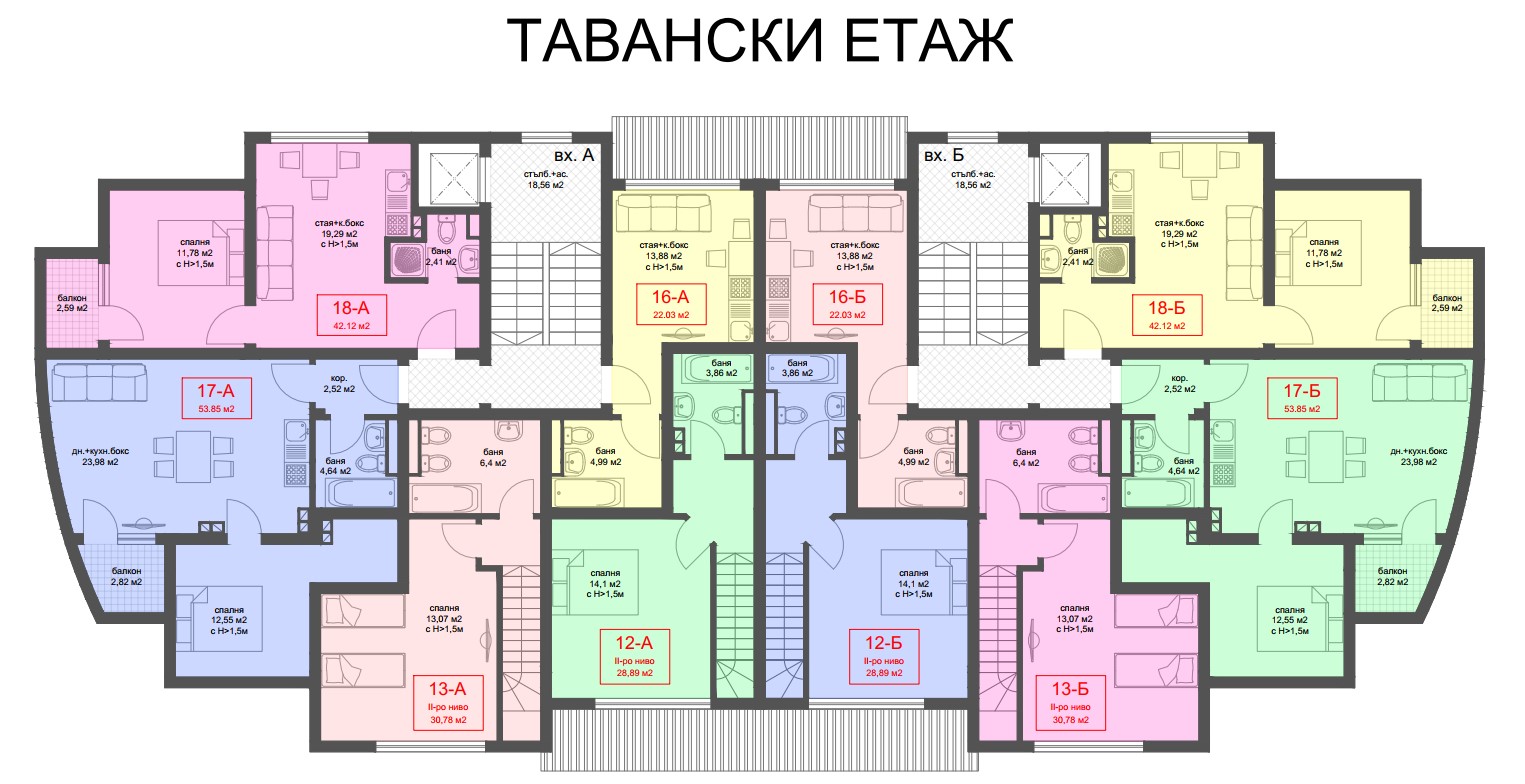 ТАВАНСКИ ЕТАЖ
вх. А
стълб.+ас.
18,56 м2
вх. Б
стълб.+ас.
18,56 м2
спалня
11,78 м2
с Н>1,5м
стая+к.бокс
19,29 м2
с Н>1,5м
баня
2,41 м2
балкон
2,59 м2
18-А
42.12 м2
стая+к.бокс
13,88 м2
с Н>1,5м
16-А
22.03 м2
стая+к.бокс
13,88 м2
с Н>1,5м
16-Б
22.03 м2
баня
2,41 м2
стая+к.бокс
19,29 м2
с Н>1,5м
спалня
11,78 м2
с Н>1,5м
18-Б
42.12 м2
балкон
2,59 м2
17-А
53.85 м2
кор.
2,52 м2
дн.+кухн.бокс
23,98 м2
баня
4,64 м2
баня
6,4 м2
баня
4,99 м2
баня
3,86 м2
баня
3,86 м2
баня
4,99 м2
баня
6,4 м2
баня
4,64 м2
кор.
2,52 м2
17-Б
53.85 м2
дн.+кухн.бокс
23,98 м2
балкон
2,82 м2
спалня
12,55 м2
с Н>1,5м
спалня
13,07 м2
с Н>1,5м
13-А
II-ро ниво
30,78 м2
спалня
14,1 м2
с Н>1,5м
12-А
II-ро ниво
28,89 м2
спалня
14,1 м2
с Н>1,5м
12-Б
II-ро ниво
28,89 м2
спалня
13,07 м2
с Н>1,5м
13-Б
II-ро ниво
30,78 м2
спалня
12,55 м2
с Н>1,5м
балкон
2,82 м2